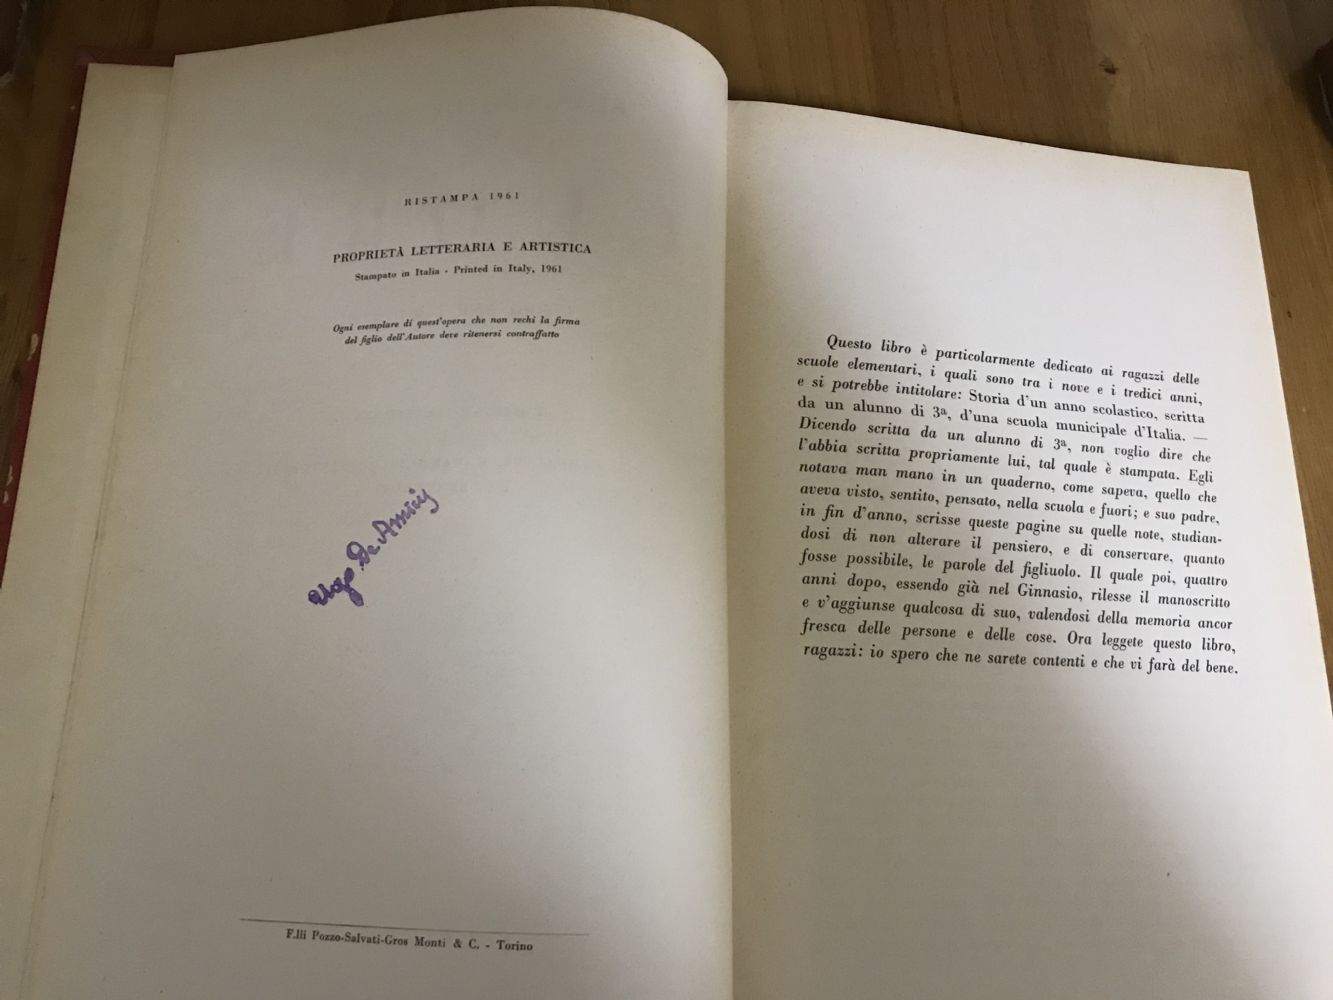 RISTAMPA 1961
PROPRIETÀ LETTERARIA E ARTISTICA
Stampato in Italia - Printed in Italy, 1961
Ogni esemplare di quest'opera che non rechi la firma
del figlio dell'Autore deve ritenersi contraffatto
Ugo De Amicis
F.lli Pozzo-Salvati-Gros Monti & C. - Torino
Questo libro è particolarmente dedicato ai ragazzi delle
scuole elementari, i quali sono tra i nove e i tredici anni,
e si potrebbe intitolare: Storia d'un anno scolastico, scritta
da un alunno di 3ª, d'una scuola municipale d'Italia. —
Dicendo scritta da un alunno di 3ª, non voglio dire che
l'abbia scritta propriamente lui, tal quale è stampata. Egli
notava man mano in un quaderno, come sapeva, quello che
aveva visto, sentito, pensato, nella scuola e fuori; e suo padre,
in fin d'anno, scrisse queste pagine su quelle note, studian-
dosi di non alterare il pensiero, e di conservare, quanto
fosse possibile, le parole del figliuolo. Il quale poi, quattro
anni dopo, essendo già nel Ginnasio, rilesse il manoscritto
e v'aggiunse qualcosa di suo, valendosi della memoria ancor
fresca delle persone e delle cose. Ora leggete questo libro,
ragazzi: io spero che ne sarete contenti e che vi farà del bene.